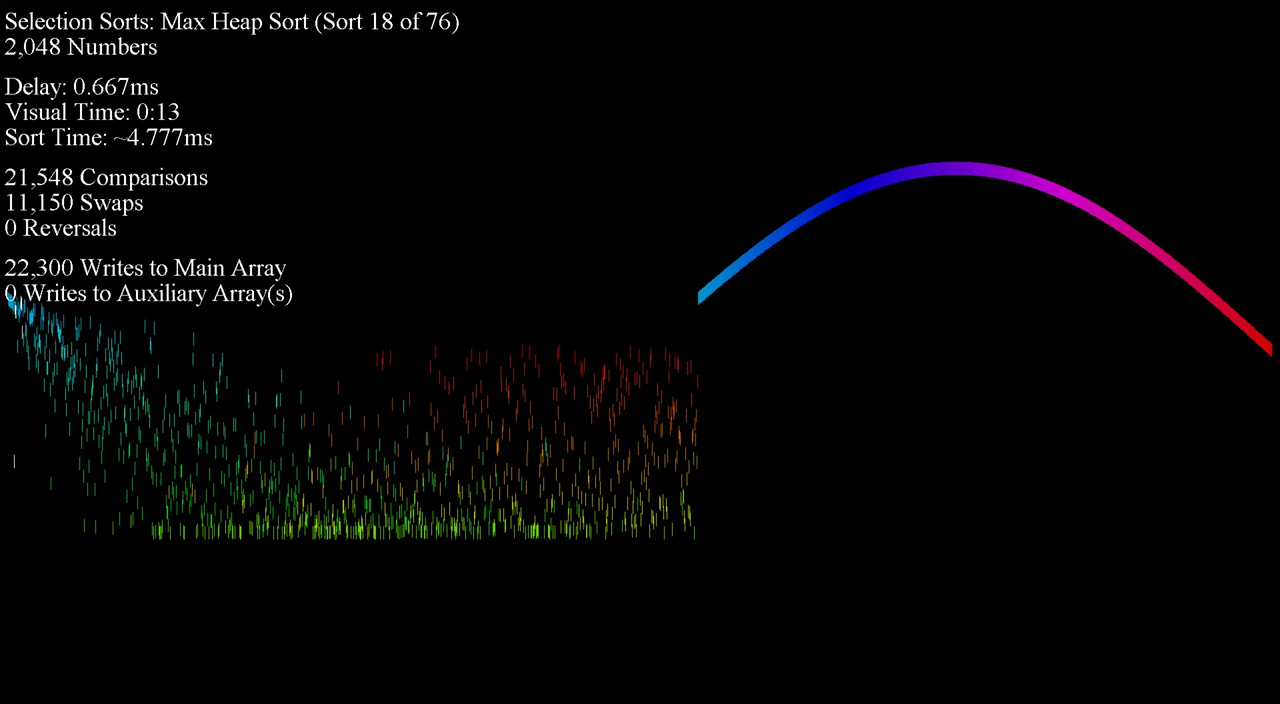 Selection Sorts: Max Heap Sort (Sort 18 of 76)
2,048 Numbers
Delay: 0.667ms
Visual Time: 0:13
Sort Time: ~4.777ms
21,548 Comparisons
11,150 Swaps
0 Reversals
22,300 Writes to Main Array
0 Writes to Auxiliary Array(s)